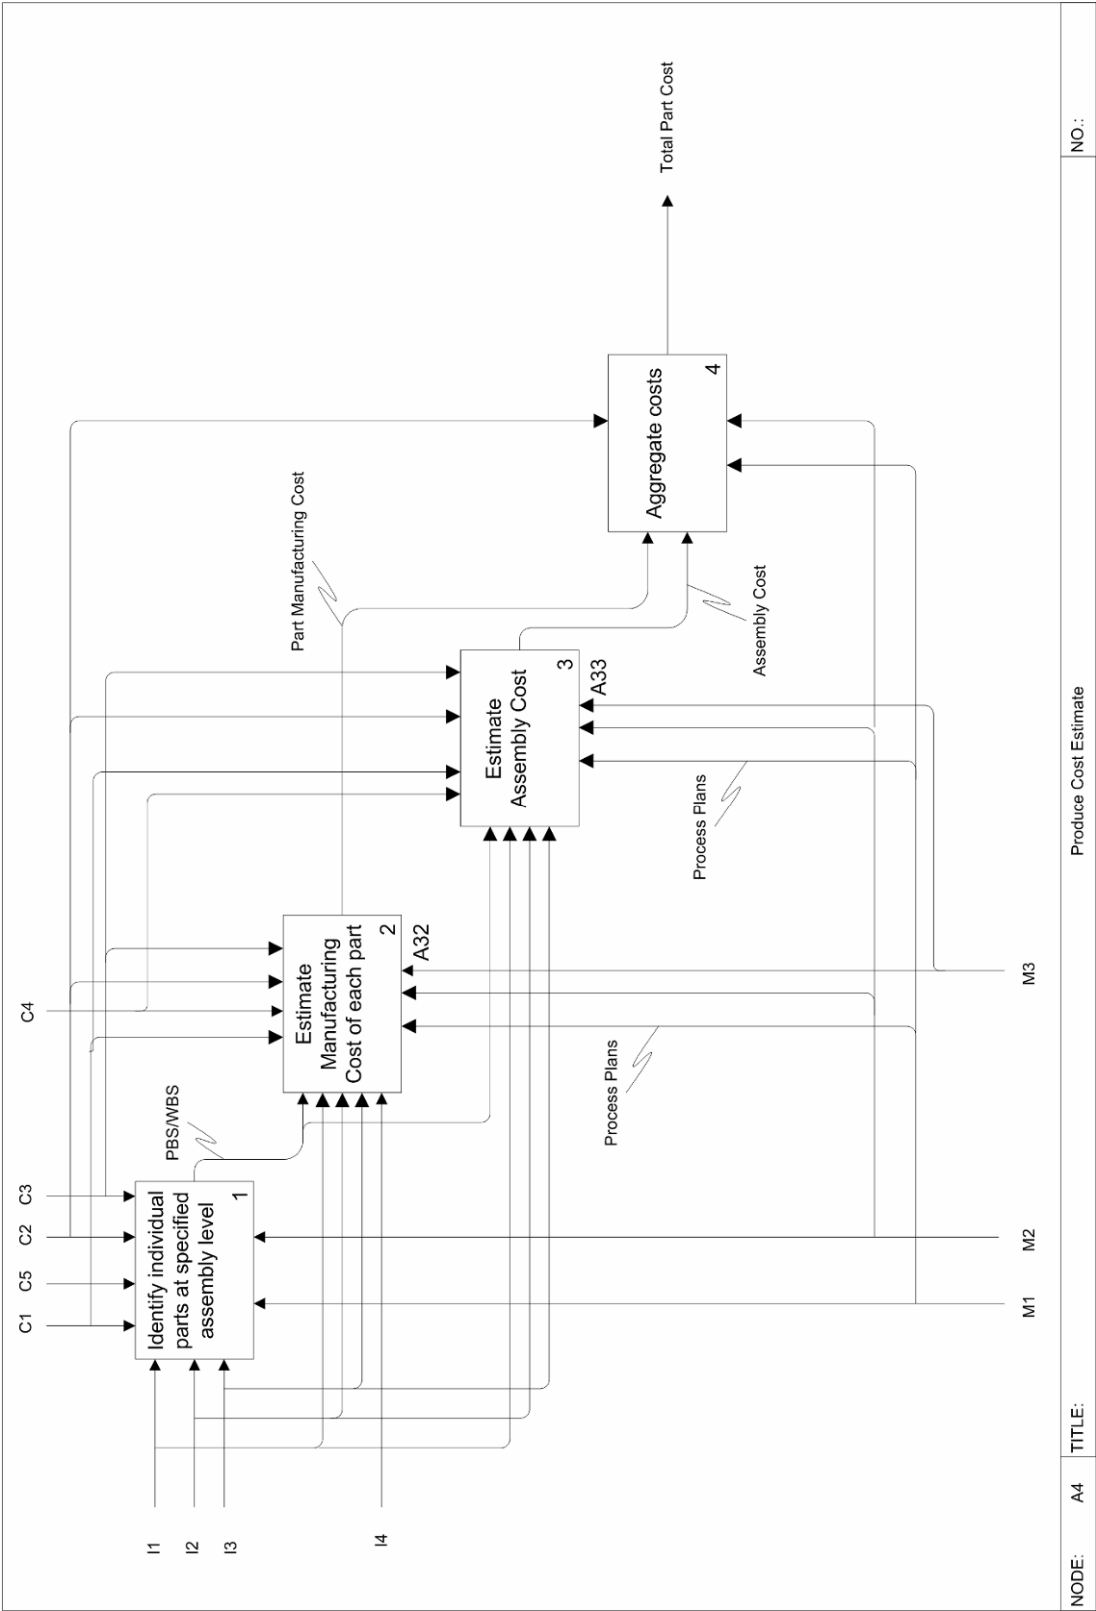 C1
C5
C2
C3
C4
I1
I2
I3
I4
Identify individual
parts at specified
assembly level
1
PBS/WBS
Estimate
Manufacturing
Cost of each part
2
A32
Part Manufacturing Cost
Estimate
Assembly Cost
3
A33
Assembly Cost
Aggregate costs
4
Total Part Cost
Process Plans
Process Plans
M1
M2
M3
NODE:
A4
TITLE:
Produce Cost Estimate
NO.: